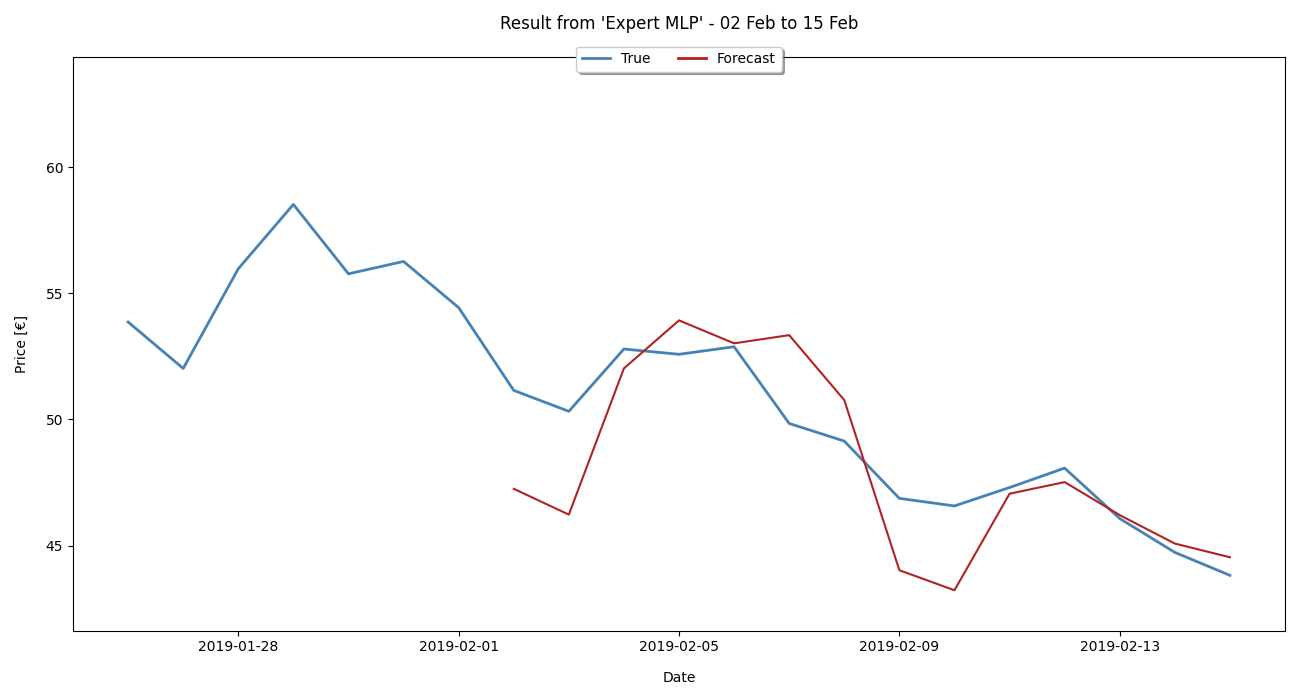 Result from 'Expert MLP' - 02 Feb to 15 Feb
True Forecast
60
55
50
45
Price [€]
2019-01-28 2019-02-01 2019-02-05 2019-02-09 2019-02-13
Date